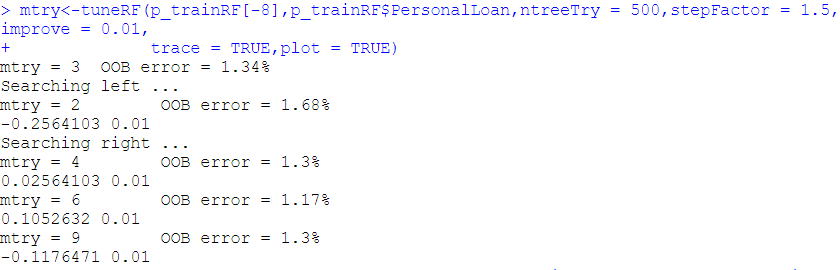 > mtry<-tuneRF(p_trainRF[-8],p_trainRF$PersonalLoan,ntreeTry = 500,stepFactor = 1.5,
improve = 0.01,
+             trace = TRUE,plot = TRUE)
mtry = 3  OOB error = 1.34%
Searching left ...
mtry = 2        OOB error = 1.68%
-0.2564103 0.01
Searching right ...
mtry = 4        OOB error = 1.3%
0.02564103 0.01
mtry = 6        OOB error = 1.17%
0.1052632 0.01
mtry = 9        OOB error = 1.3%
-0.1176471 0.01